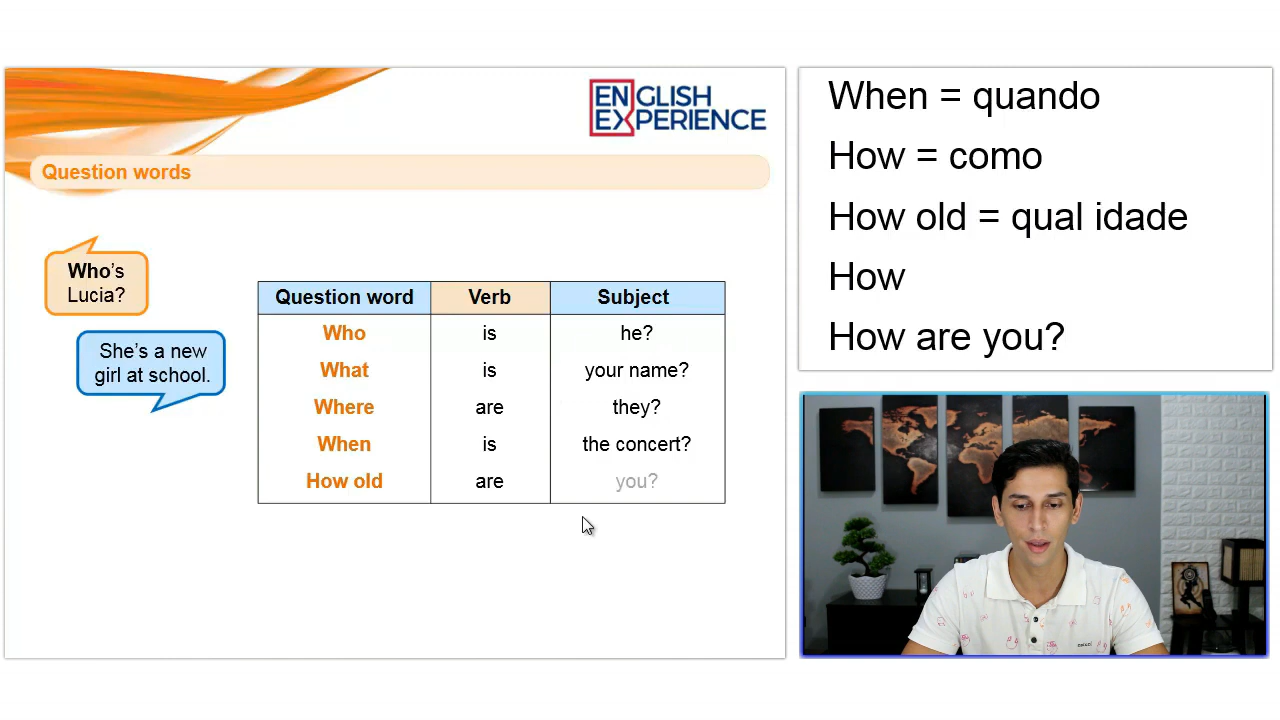 ENGLISH
EXPERIENCE
Question words
Who's
Lucia?
She's a new
girl at school.
Question word Verb Subject
Who is he?
What is your name?
Where are they?
When is the concert?
How old are you?
When = quando
How = como
How old = qual idade
How
How are you?